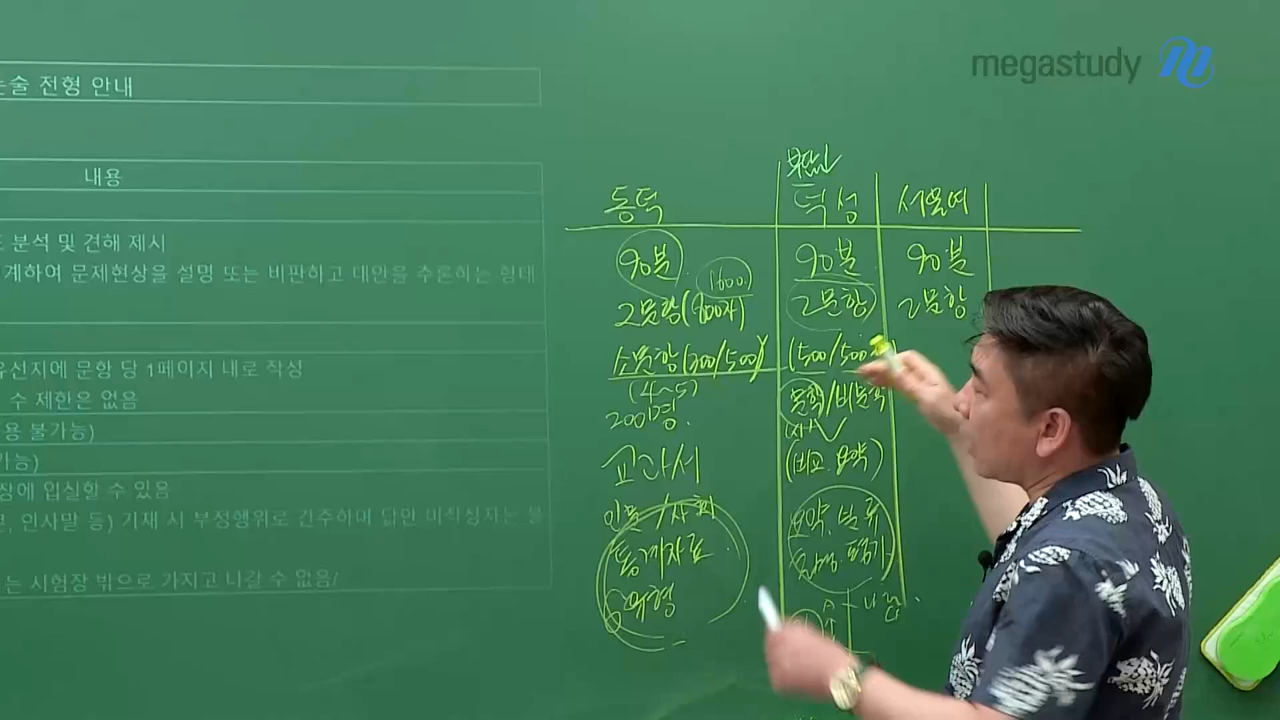 megastudy
논술 전형 안내
내용
분석 및 견해 제시
계하여 문제현상을 설명 또는 비판하고 대안을 추론하는 형태
유선지에 문항 당 1페이지 내로 작성
수 제한은 없음
용 불가능)
가능)
장에 입실할 수 있음
인사말 등) 기재 시 부정행위로 간주하며 답안 미작성자는 불
는 시험장 밖으로 가지고 나갈 수 없음/
동덕
90분
1600
2문항(800자)
소문항(300/500)
(4~5)
200명.
교과서
인문/사회
통계자료
유형
덕성
90분
2문항
(500/500
문학/비문학
(비교 요약)
요약. 분류
평가
서울여
90분
2문항